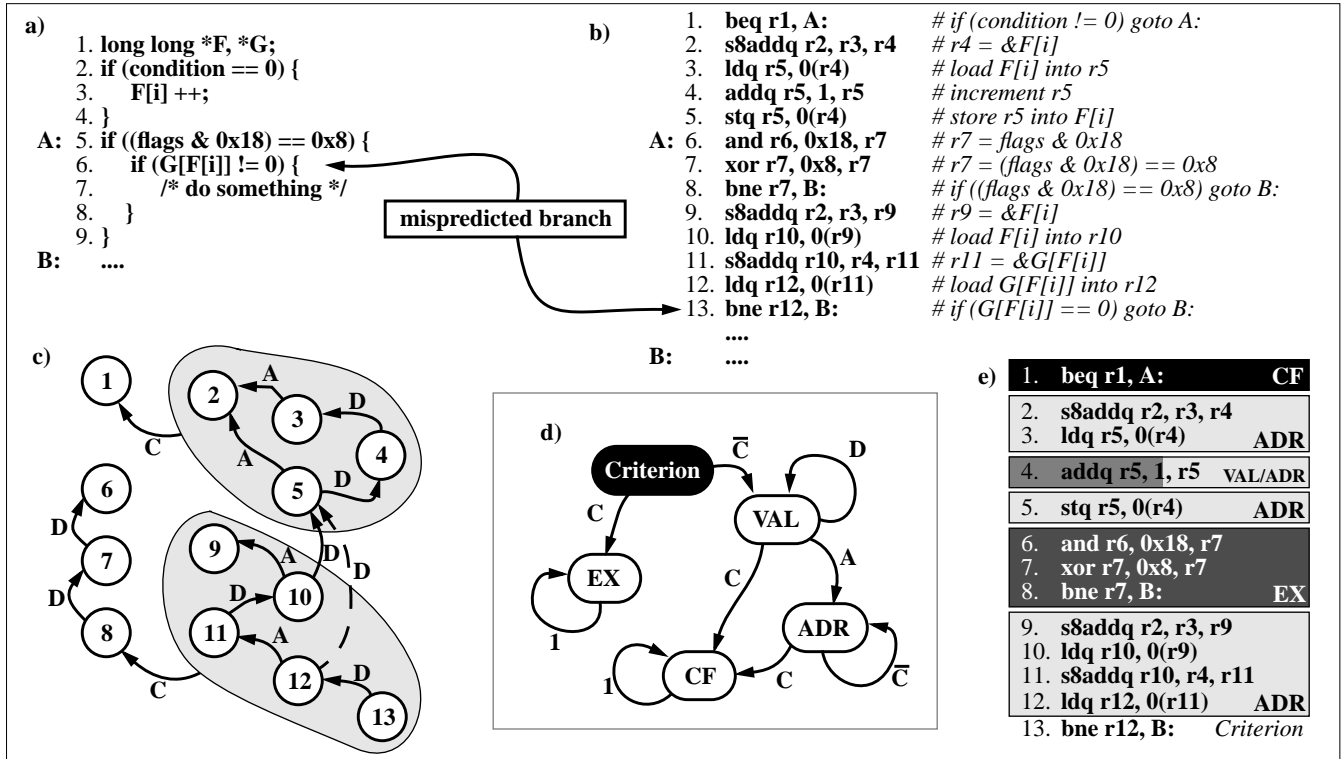 a)
1. long long *F, *G;
2. if (condition == 0) {
3. F[i] ++;
4. }
A: 5. if ((flags & 0x18) == 0x8) {
6. if (G[F[i]] != 0) {
7. /* do something */
8. }
9. }
B: ....
mispredicted branch
b)
1. beq r1, A: # if (condition != 0) goto A:
2. s8addq r2, r3, r4 # r4 = &F[i]
3. ldq r5, 0(r4) # load F[i] into r5
4. addq r5, 1, r5 # increment r5
5. stq r5, 0(r4) # store r5 into F[i]
A: 6. and r6, 0x18, r7 # r7 = flags & 0x18
7. xor r7, 0x8, r7 # r7 = (flags & 0x18) == 0x8
8. bne r7, B: # if ((flags & 0x18) == 0x8) goto B:
9. s8addq r2, r3, r9 # r9 = &F[i]
10. ldq r10, 0(r9) # load F[i] into r10
11. s8addq r10, r4, r11 # r11 = &G[F[i]]
12. ldq r12, 0(r11) # load G[F[i]] into r12
13. bne r12, B: # if (G[F[i]] == 0) goto B:
....
B: ....
c)
1
2
A
3
D
4
C
A
5
D
6
D
7
D
8
C
9
A
D
D
10
D
11
A
12
D
13
d)
Criterion
C̅
D
VAL
C
EX
1
C
A
ADR
C̅
C
CF
1
e)
1. beq r1, A: CF
2. s8addq r2, r3, r4
3. ldq r5, 0(r4) ADR
4. addq r5, 1, r5 VAL/ADR
5. stq r5, 0(r4) ADR
6. and r6, 0x18, r7
7. xor r7, 0x8, r7
8. bne r7, B: EX
9. s8addq r2, r3, r9
10. ldq r10, 0(r9)
11. s8addq r10, r4, r11
12. ldq r12, 0(r11) ADR
13. bne r12, B: Criterion